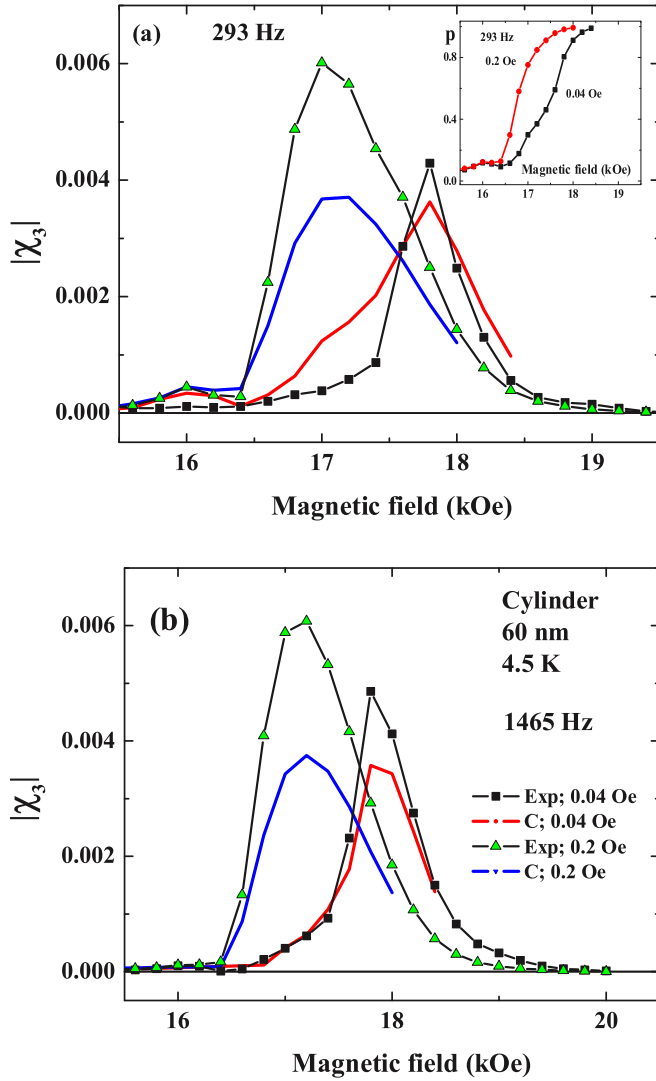 (a)
293 Hz
0.006
0.004
0.002
0.000
|χ₃|
16
17
18
19
Magnetic field (kOe)
p
293 Hz
0.2 Oe
0.04 Oe
0.8
0.4
0.0
Magnetic field (kOe)
16
17
18
19
(b)
Cylinder
60 nm
4.5 K
1465 Hz
Exp; 0.04 Oe
C; 0.04 Oe
Exp; 0.2 Oe
C; 0.2 Oe
0.006
0.004
0.002
0.000
|χ₃|
16
18
20
Magnetic field (kOe)